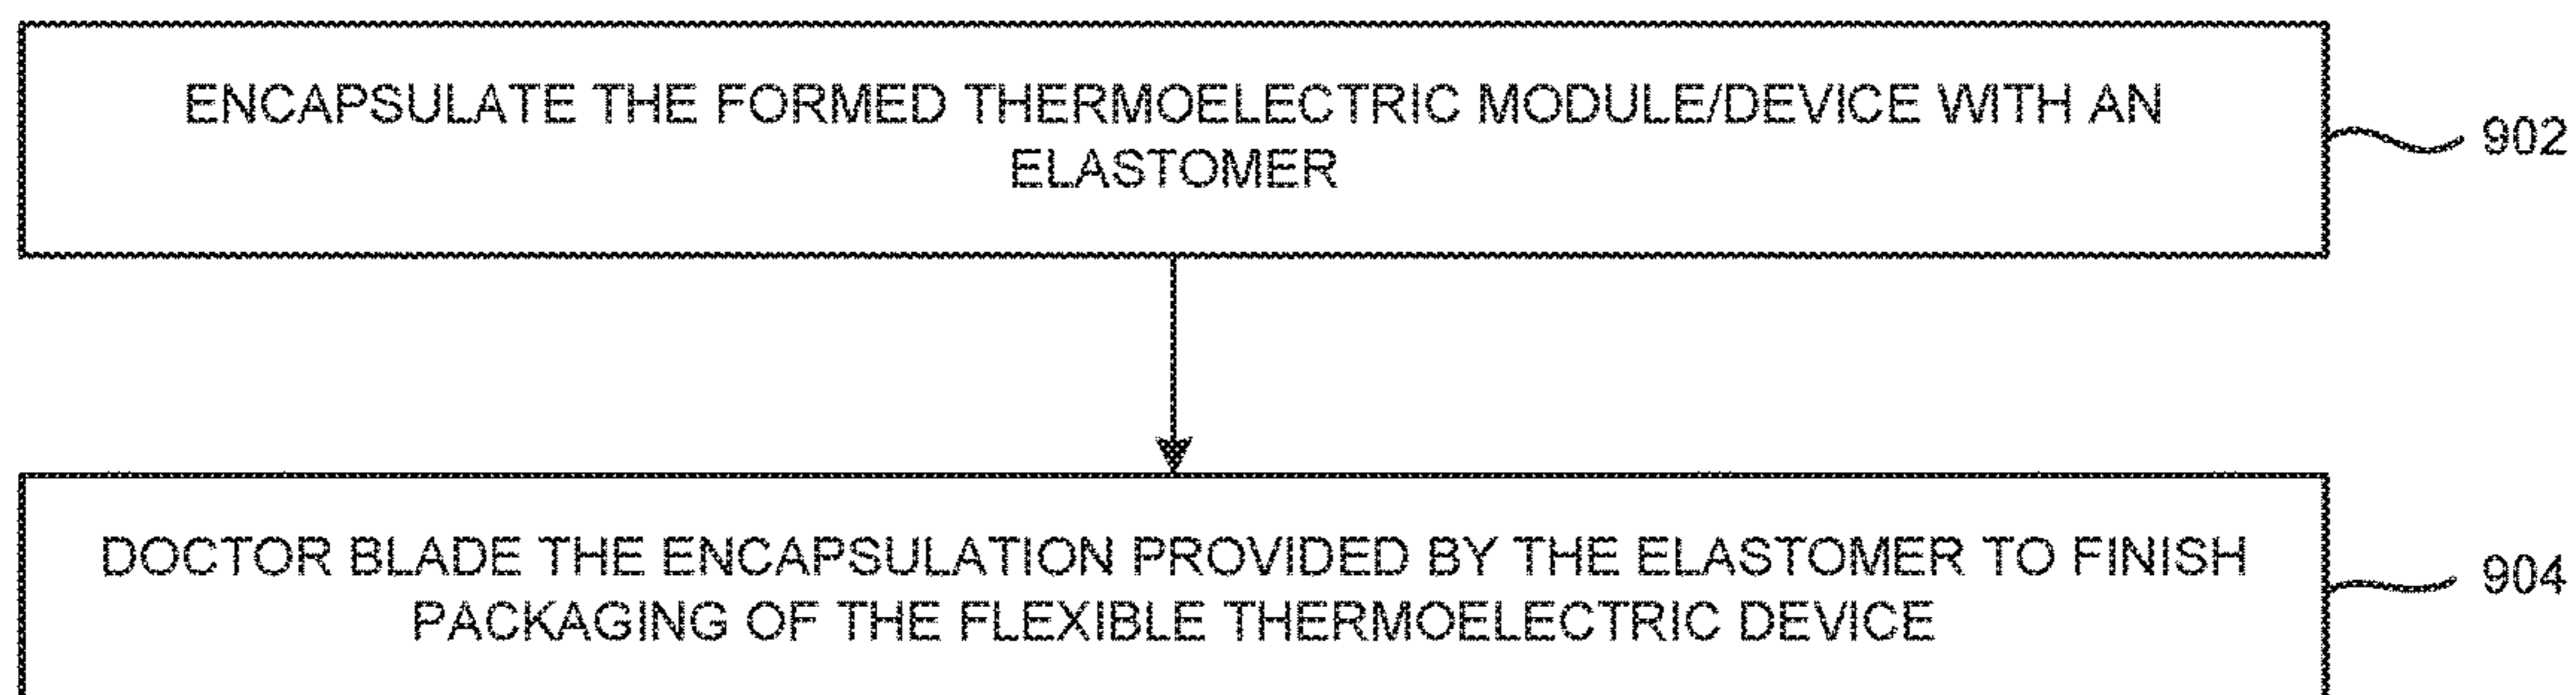 ENCAPSULATE THE FORMED THERMOELECTRIC MODULE/DEVICE WITH AN
ELASTOMER
902
DOCTOR BLADE THE ENCAPSULATION PROVIDED BY THE ELASTOMER TO FINISH
PACKAGING OF THE FLEXIBLE THERMOELECTRIC DEVICE
904